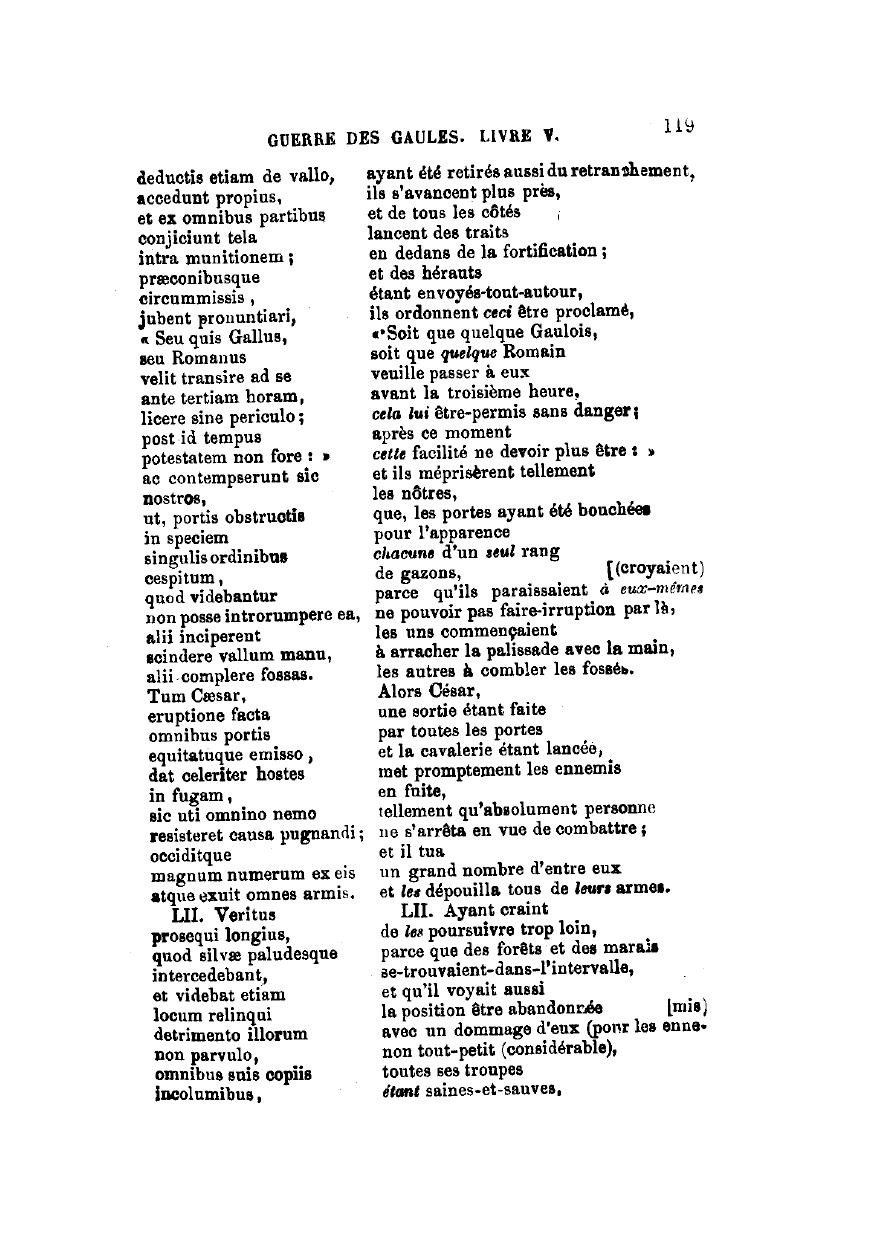 GUERRE DES GAULES. LIVRE V. 119
deductis etiam de vallo,
accedunt propius,
et ex omnibus partibus
conjiciunt tela
intra munitionem ;
præconibusque
circummissis ,
jubent pronuntiari,
« Seu quis Gallus,
seu Romanus
velit transire ad se
ante tertiam horam,
licere sine periculo ;
post id tempus
potestatem non fore : »
ac contempserunt sic
nostros,
ut, portis obstructis
in speciem
singulis ordinibus
cespitum ,
quod videbantur
non posse introrumpere ea,
alii inciperent
scindere vallum manu,
alii complere fossas.
Tum Cæsar,
eruptione facta
omnibus portis
equitatuque emisso ,
dat celeriter hostes
in fugam ,
sic uti omnino nemo
resisteret causa pugnandi ;
occiditque
magnum numerum ex eis
atque exuit omnes armis.
LII. Veritus
prosequi longius,
quod silvæ paludesque
intercedebant,
et videbat etiam
locum relinqui
detrimento illorum
non parvulo,
omnibus suis copiis
incolumibus,
ayant été retirés aussi du retranchement,
ils s'avancent plus près,
et de tous les côtés
lancent des traits
en dedans de la fortification ;
et des hérauts
étant envoyés-tout-autour,
ils ordonnent ceci être proclamé,
« Soit que quelque Gaulois,
soit que quelque Romain
veuille passer à eux
avant la troisième heure,
cela lui être-permis sans danger ;
après ce moment
cette facilité ne devoir plus être : »
et ils méprisèrent tellement
les nôtres,
que, les portes ayant été bouchées
pour l'apparence
chacune d'un seul rang
de gazons, [(croyaient)
parce qu'ils paraissaient à eux-mêmes
ne pouvoir pas faire-irruption par là,
les uns commençaient
à arracher la palissade avec la main,
les autres à combler les fossés.
Alors César,
une sortie étant faite
par toutes les portes
et la cavalerie étant lancée,
met promptement les ennemis
en fuite,
tellement qu'absolument personne
ne s'arrêta en vue de combattre ;
et il tua
un grand nombre d'entre eux
et les dépouilla tous de leurs armes.
LII. Ayant craint
de les poursuivre trop loin,
parce que des forêts et des marais
se-trouvaient-dans-l'intervalle,
et qu'il voyait aussi
la position être abandonnée [mis)
avec un dommage d'eux (pour les enne-
non tout-petit (considérable),
toutes ses troupes
étant saines-et-sauves,